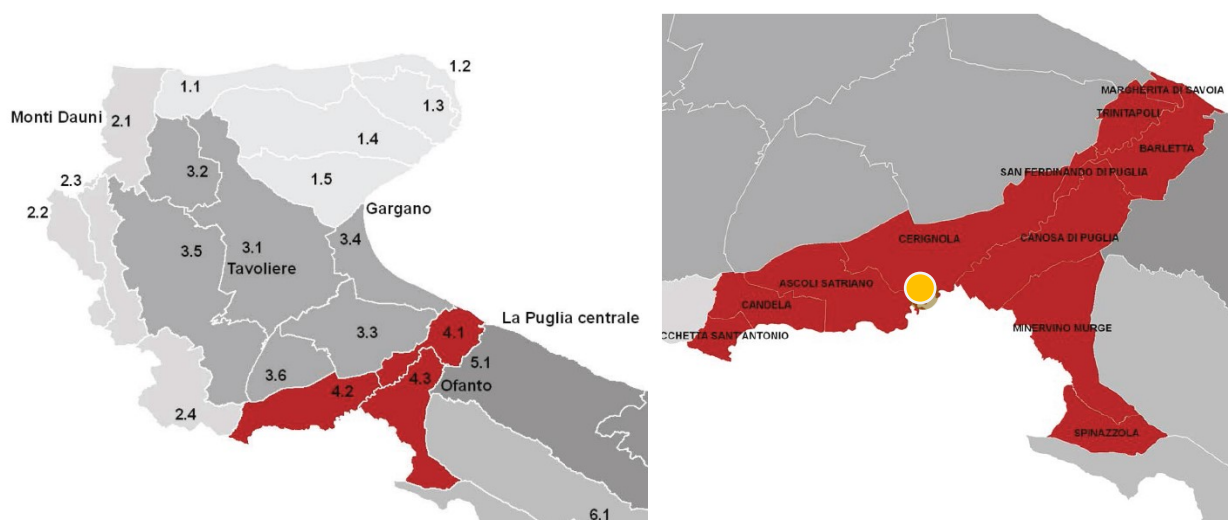 1.2
1.1
1.3
Monti Dauni
2.1
1.4
3.2
2.3
1.5
2.2
Gargano
3.5
3.1
3.4
Tavoliere
3.3
4.1
La Puglia centrale
5.1
3.6
4.2
4.3
Ofanto
2.4
6.1
MARGHERITA DI SAVOIA
TRINITAPOLI
BARLETTA
SAN FERDINANDO DI PUGLIA
CERIGNOLA
CANOSA DI PUGLIA
ASCOLI SATRIANO
CANDELA
CCHETTA SANT'ANTONIO
MINERVINO MURGE
SPINAZZOLA